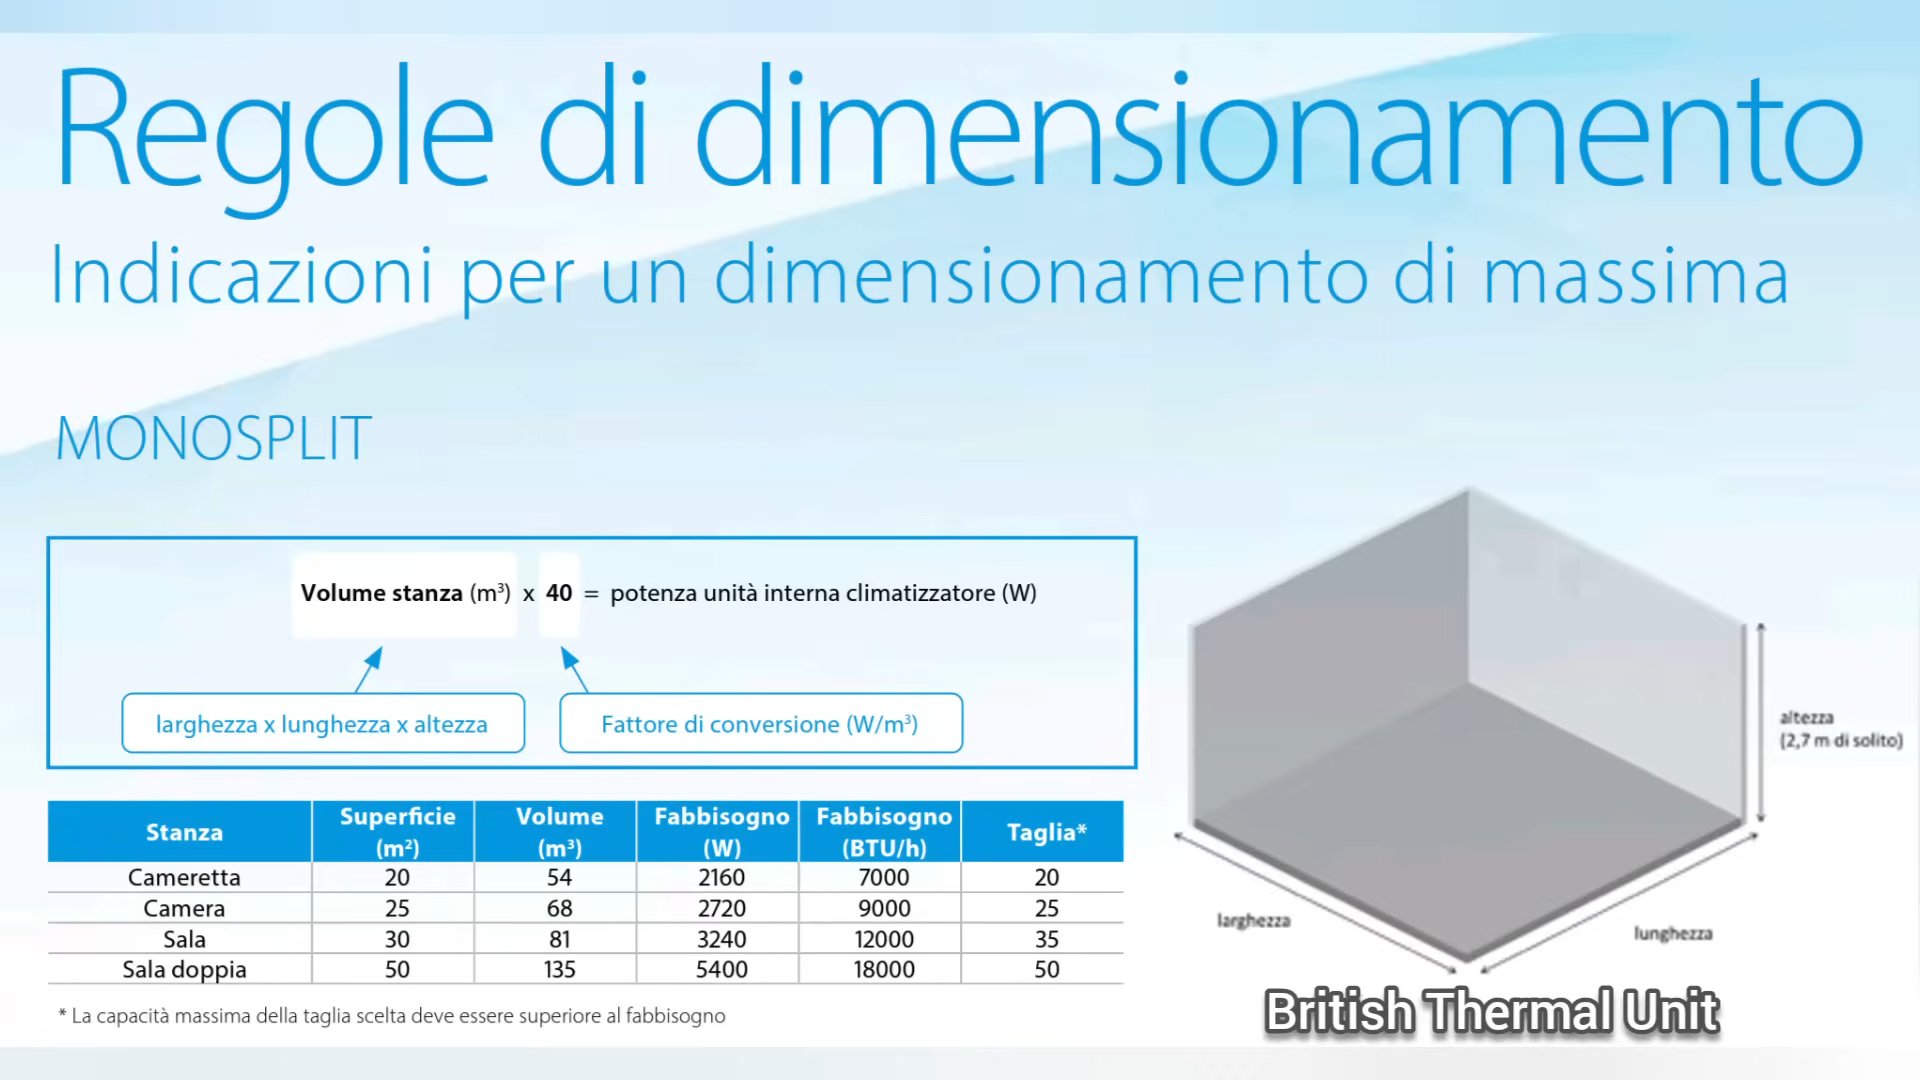 Regole di dimensionamento
Indicazioni per un dimensionamento di massima
MONOSPLIT
Volume stanza (m³) x 40 = potenza unità interna climatizzatore (W)
larghezza x lunghezza x altezza
Fattore di conversione (W/m³)
Stanza Superficie (m²) Volume (m³) Fabbisogno (W) Fabbisogno (BTU/h) Taglia*
Cameretta 20 54 2160 7000 20
Camera 25 68 2720 9000 25
Sala 30 81 3240 12000 35
Sala doppia 50 135 5400 18000 50
* La capacità massima della taglia scelta deve essere superiore al fabbisogno
altezza
(2,7 m di solito)
larghezza
lunghezza
British Thermal Unit